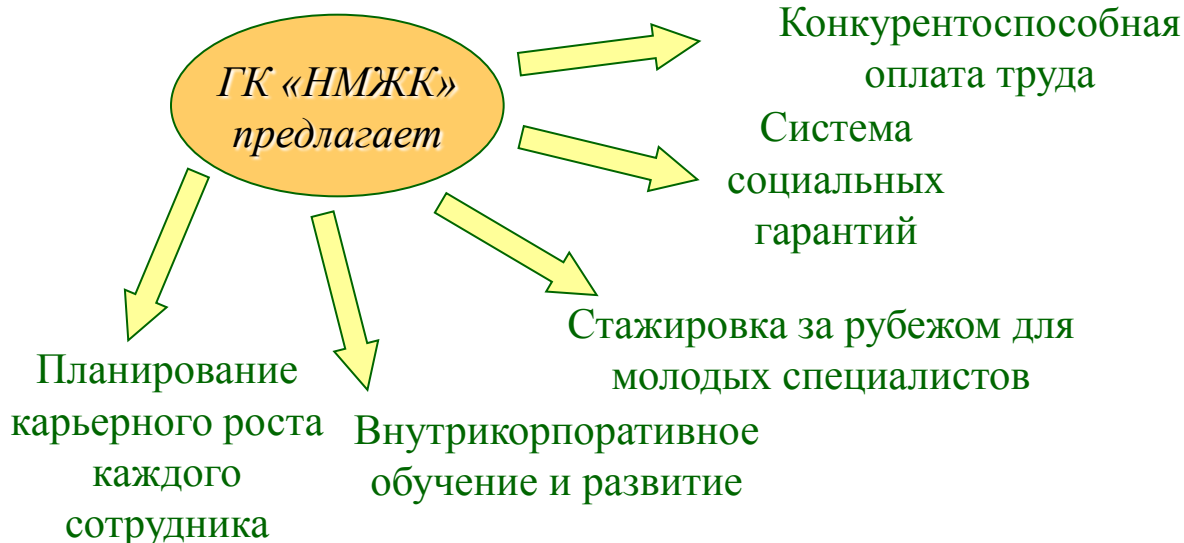 ГК «НМЖК»
предлагает
Конкурентоспособная
оплата труда
Система
социальных
гарантий
Стажировка за рубежом для
молодых специалистов
Внутрикорпоративное
обучение и развитие
Планирование
карьерного роста
каждого
сотрудника